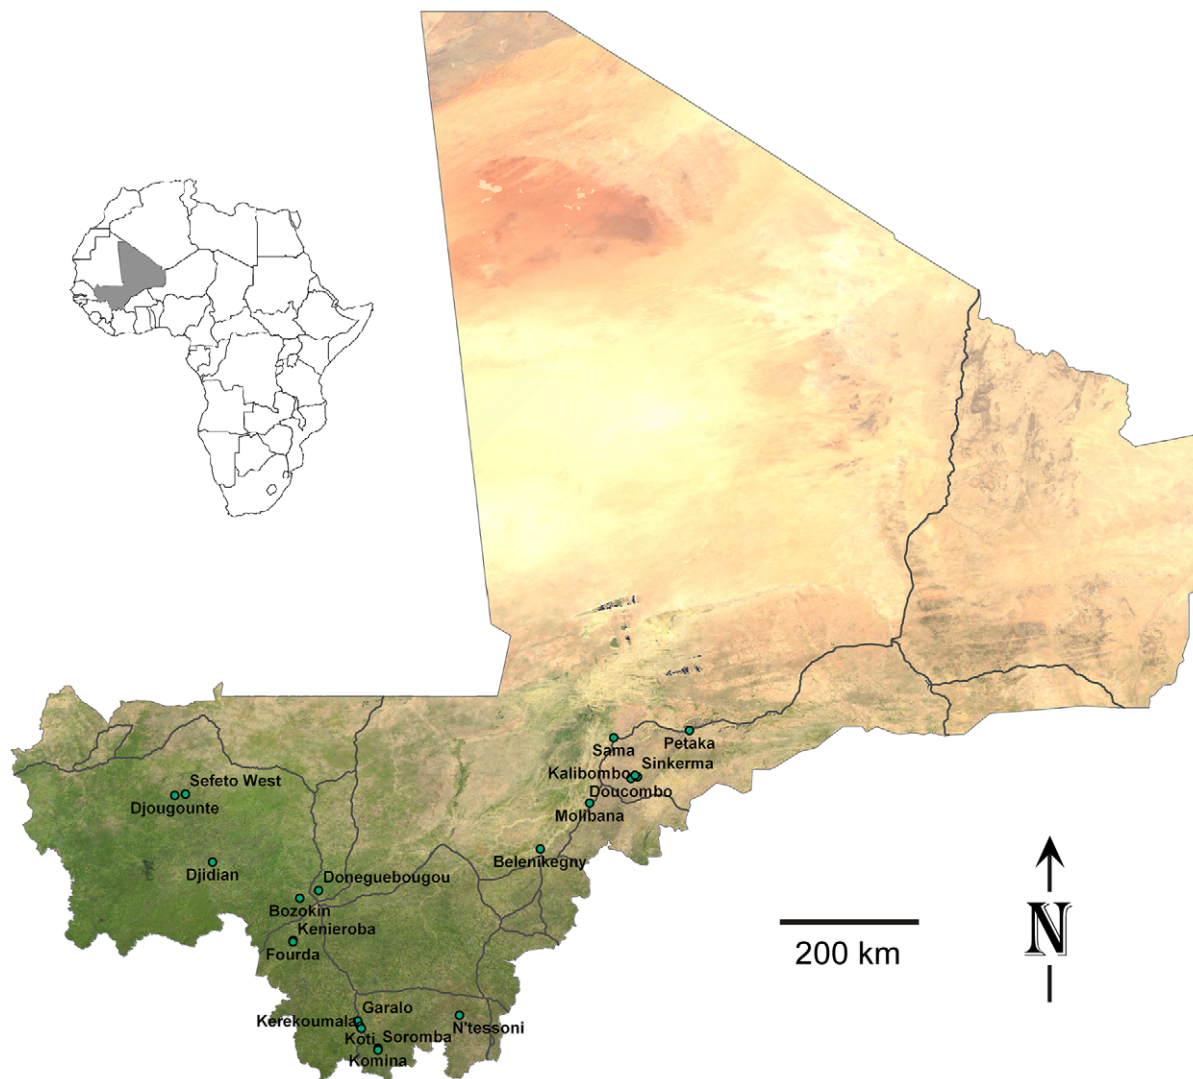 Petaka
Sama
Sinkerma
Kalibombo
Doucombo
Sefeto West
Djougounte
Molibana
Belenikegny
Djidian
Doneguebougou
Bozokin
Kenieroba
Fourda
200 km
N
Garalo
Kerekoumala
N'tessoni
Koti
Soromba
Komina